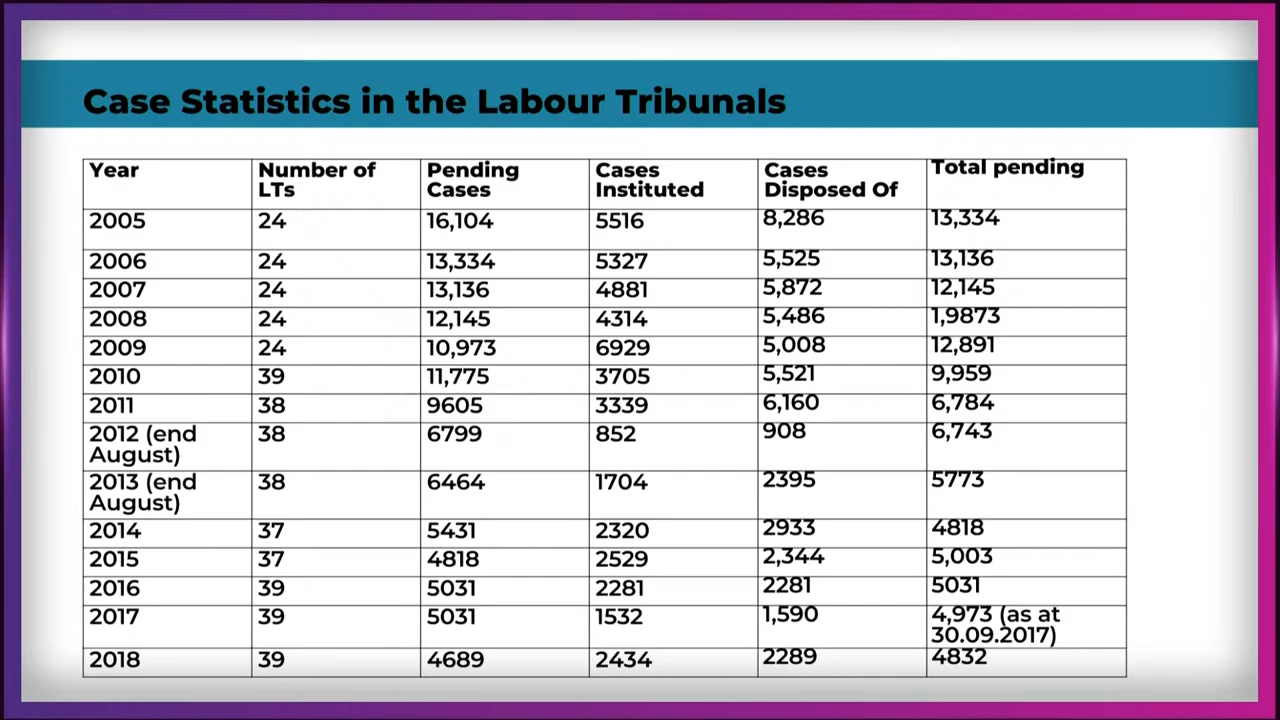 Case Statistics in the Labour Tribunals
Year Number of LTs Pending Cases Cases Instituted Cases Disposed Of Total pending
2005 24 16,104 5516 8,286 13,334
2006 24 13,334 5327 5,525 13,136
2007 24 13,136 4881 5,872 12,145
2008 24 12,145 4314 5,486 1,9873
2009 24 10,973 6929 5,008 12,891
2010 39 11,775 3705 5,521 9,959
2011 38 9605 3339 6,160 6,784
2012 (end August) 38 6799 852 908 6,743
2013 (end August) 38 6464 1704 2395 5773
2014 37 5431 2320 2933 4818
2015 37 4818 2529 2,344 5,003
2016 39 5031 2281 2281 5031
2017 39 5031 1532 1,590 4,973 (as at 30.09.2017)
2018 39 4689 2434 2289 4832